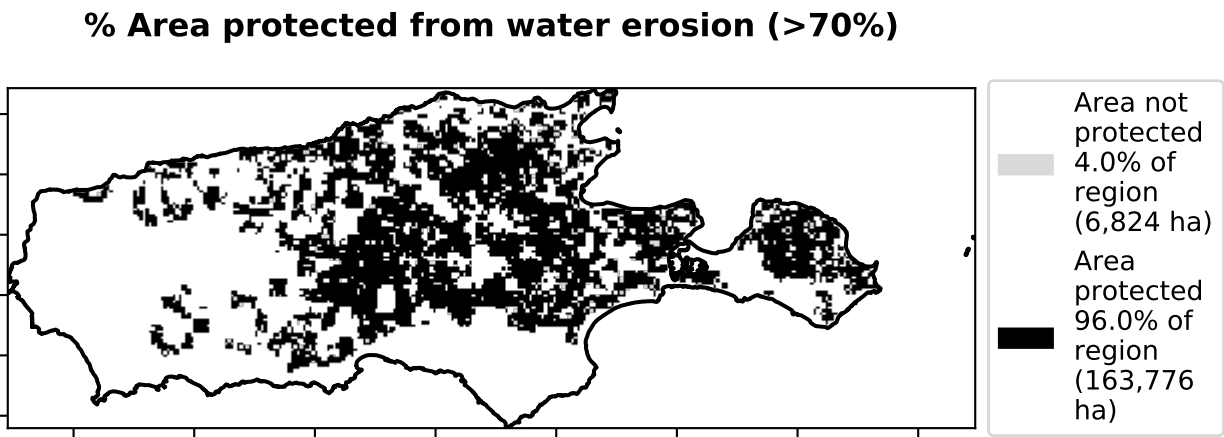 % Area protected from water erosion (>70%)
Area not
protected
4.0% of
region
(6,824 ha)
Area
protected
96.0% of
region
(163,776
ha)